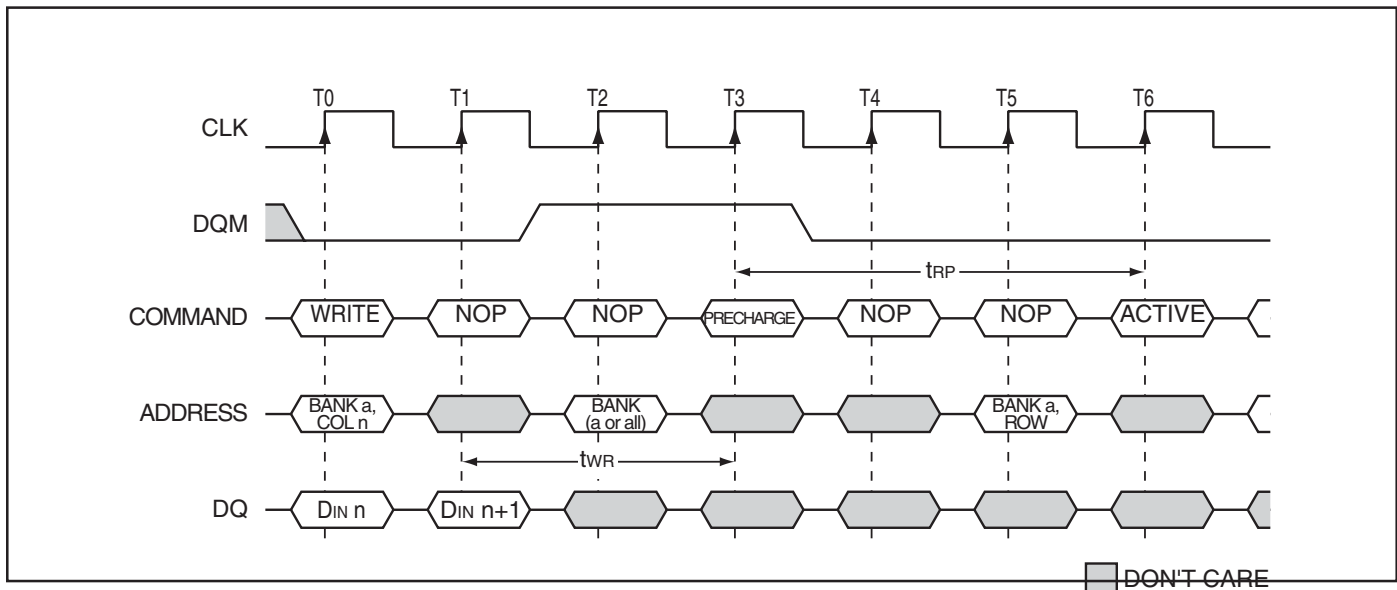 T0 T1 T2 T3 T4 T5 T6
CLK
DQM
tRP
COMMAND WRITE NOP NOP PRECHARGE NOP NOP ACTIVE
ADDRESS BANK a, COL n BANK (a or all) BANK a, ROW
tWR
DQ DIN n DIN n+1
DON'T CARE